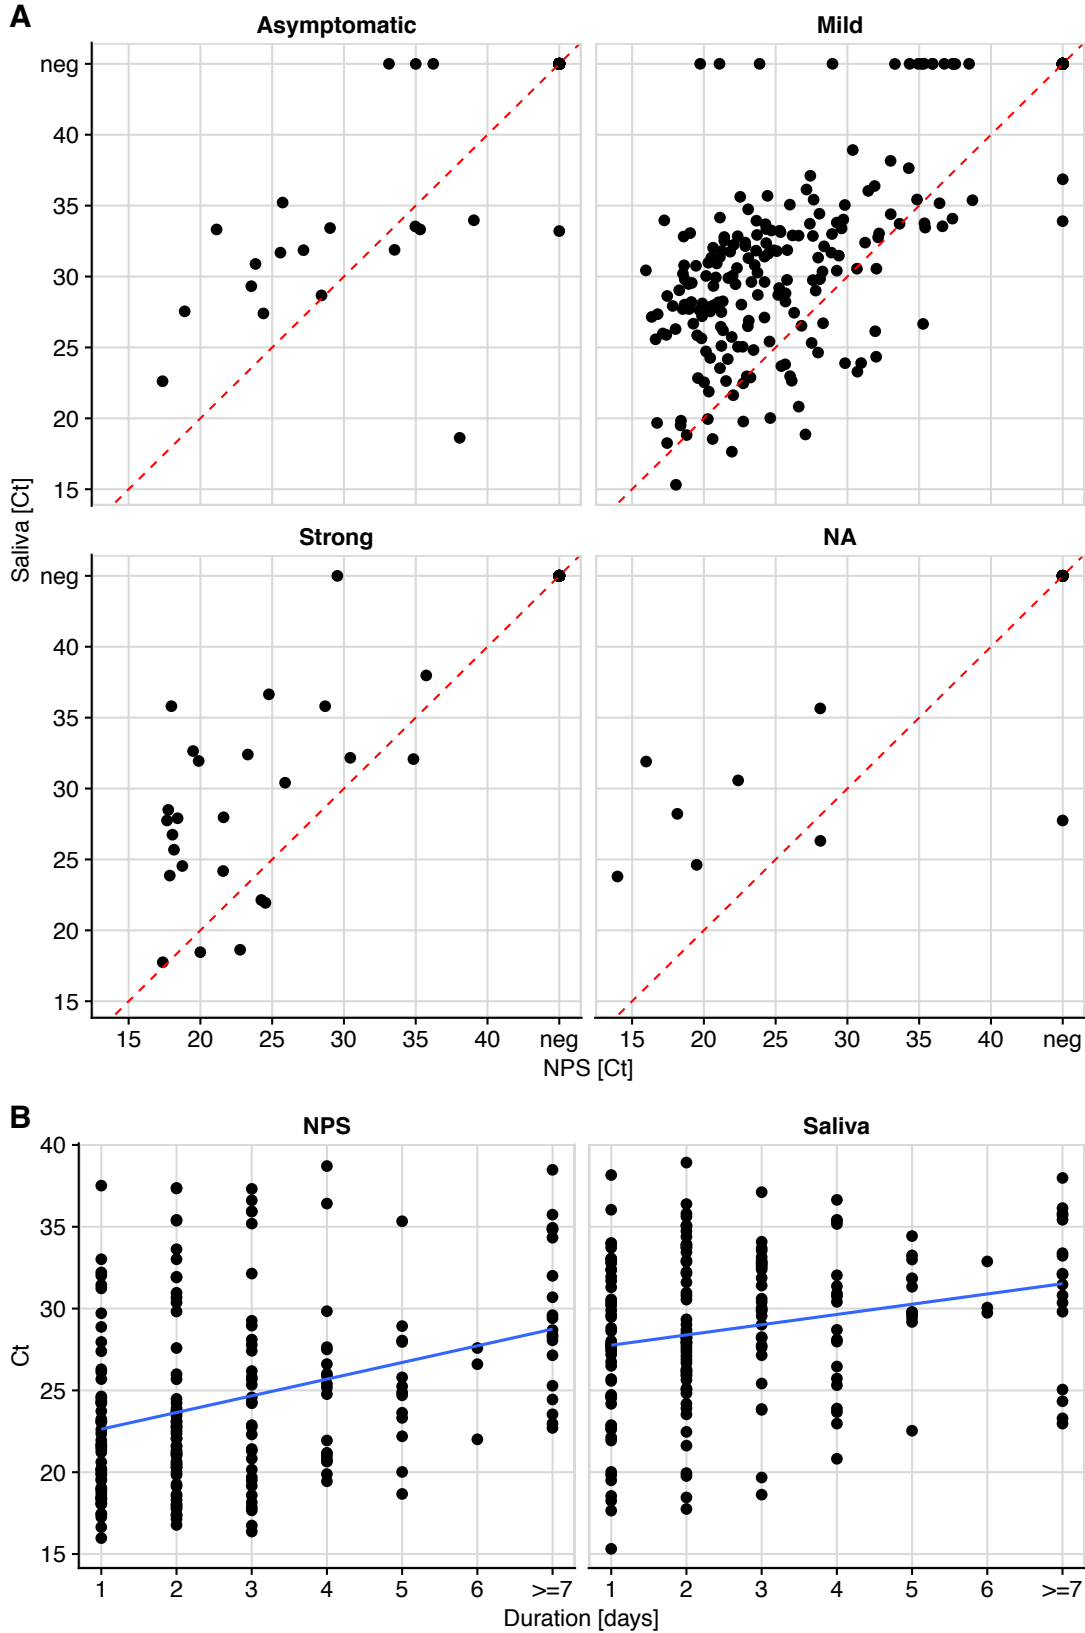 A
Asymptomatic Mild
neg
40
35
30
25
20
15
Saliva [Ct]
Strong NA
neg
40
35
30
25
20
15
15 20 25 30 35 40 neg 15 20 25 30 35 40 neg
NPS [Ct]
B
NPS Saliva
40
35
30
25
20
15
Ct
1 2 3 4 5 6 >=7 1 2 3 4 5 6 >=7
Duration [days]